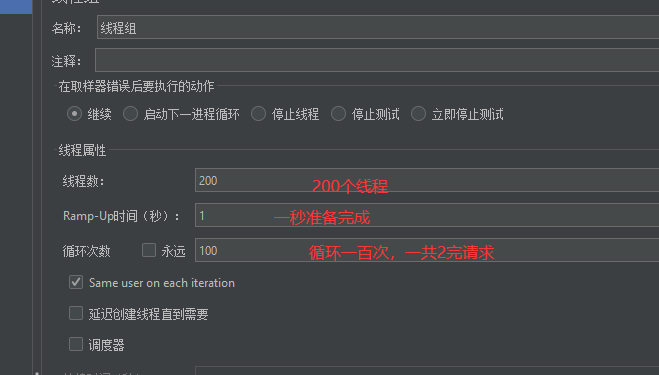 线程组
名称： 线程组
注释：
在取样器错误后要执行的动作
继续 启动下一进程循环 停止线程 停止测试 立即停止测试
线程属性
线程数： 200 200个线程
Ramp-Up时间（秒）： 1 一秒准备完成
循环次数 永远 100 循环一百次，一共2完请求
Same user on each iteration
延迟创建线程直到需要
调度器